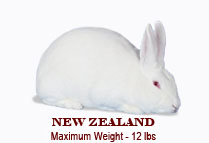 NEW ZEALAND
Maximum Weight - 12 lbs